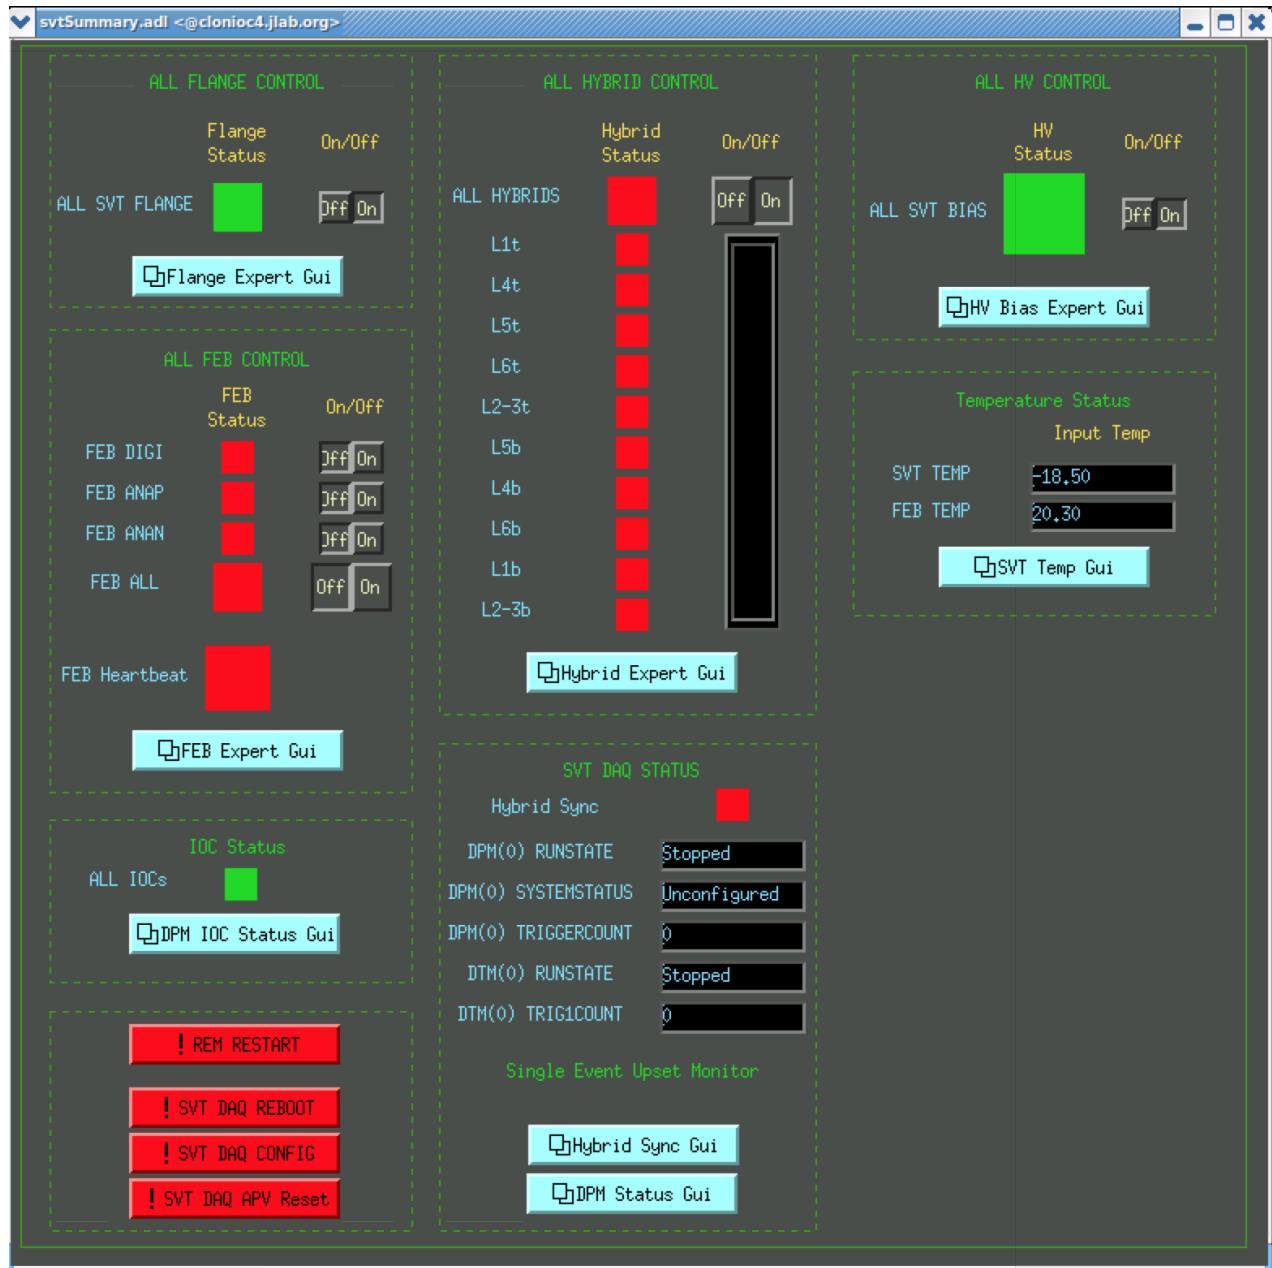 svtSummary.adl <@clonioc4.jlab.org>
ALL FLANGE CONTROL
Flange
Status
On/Off
ALL SVT FLANGE
Off On
Flange Expert Gui
ALL FEB CONTROL
FEB
Status
On/Off
FEB DIGI
Off On
FEB ANAP
Off On
FEB ANAN
Off On
FEB ALL
Off On
FEB Heartbeat
FEB Expert Gui
IOC Status
ALL IOCs
DPM IOC Status Gui
! REM RESTART
! SVT DAQ REBOOT
! SVT DAQ CONFIG
! SVT DAQ APV Reset
ALL HYBRID CONTROL
Hybrid
Status
On/Off
ALL HYBRIDS
Off On
L1t
L4t
L5t
L6t
L2-3t
L5b
L4b
L6b
L1b
L2-3b
Hybrid Expert Gui
SVT DAQ STATUS
Hybrid Sync
DPM(0) RUNSTATE Stopped
DPM(0) SYSTEMSTATUS Unconfigured
DPM(0) TRIGGERCOUNT 0
DTM(0) RUNSTATE Stopped
DTM(0) TRIG1COUNT 0
Single Event Upset Monitor
Hybrid Sync Gui
DPM Status Gui
ALL HV CONTROL
HV
Status
On/Off
ALL SVT BIAS
Off On
HV Bias Expert Gui
Temperature Status
Input Temp
SVT TEMP -18.50
FEB TEMP 20.30
SVT Temp Gui